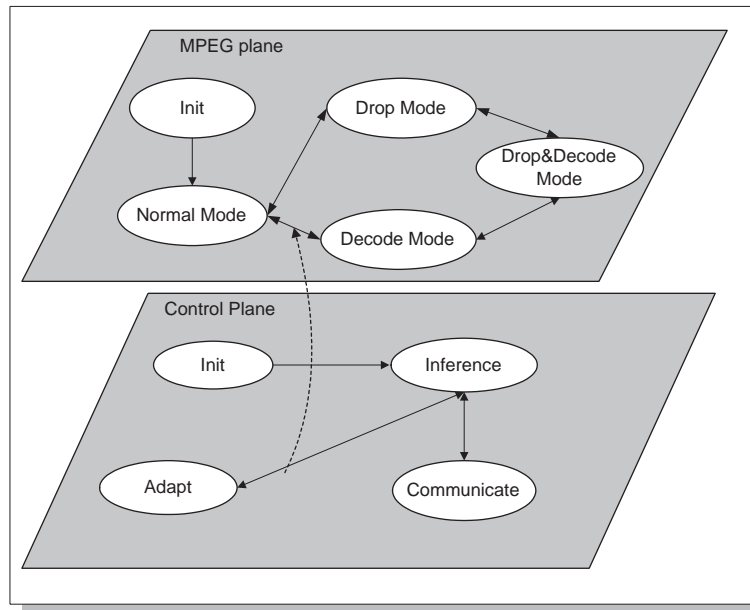 MPEG plane
Init
Drop Mode
Drop&Decode
Mode
Normal Mode
Decode Mode
Control Plane
Init
Inference
Adapt
Communicate